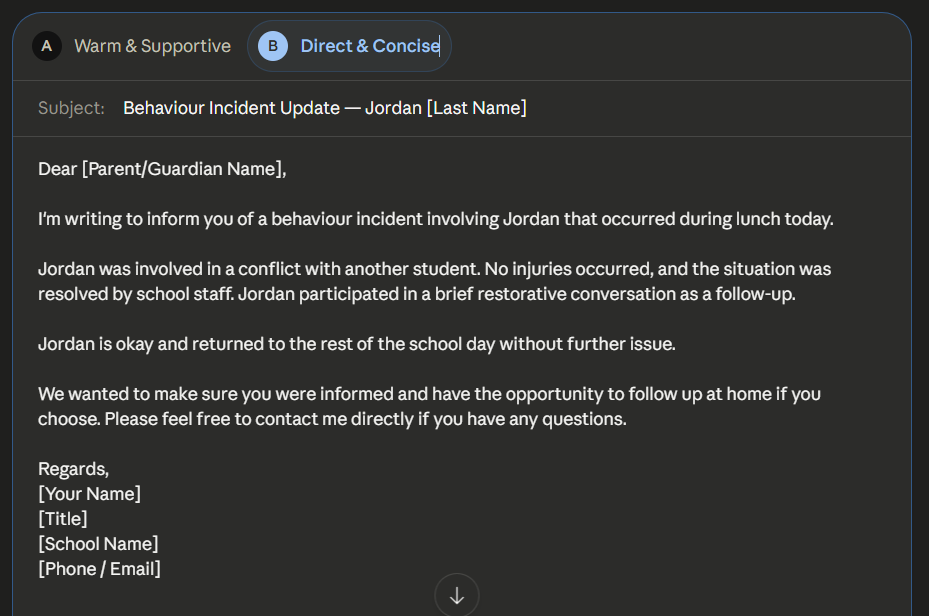 A Warm & Supportive B Direct & Concise
Subject: Behaviour Incident Update — Jordan [Last Name]
Dear [Parent/Guardian Name],
I'm writing to inform you of a behaviour incident involving Jordan that occurred during lunch today.
Jordan was involved in a conflict with another student. No injuries occurred, and the situation was
resolved by school staff. Jordan participated in a brief restorative conversation as a follow-up.
Jordan is okay and returned to the rest of the school day without further issue.
We wanted to make sure you were informed and have the opportunity to follow up at home if you
choose. Please feel free to contact me directly if you have any questions.
Regards,
[Your Name]
[Title]
[School Name]
[Phone / Email]